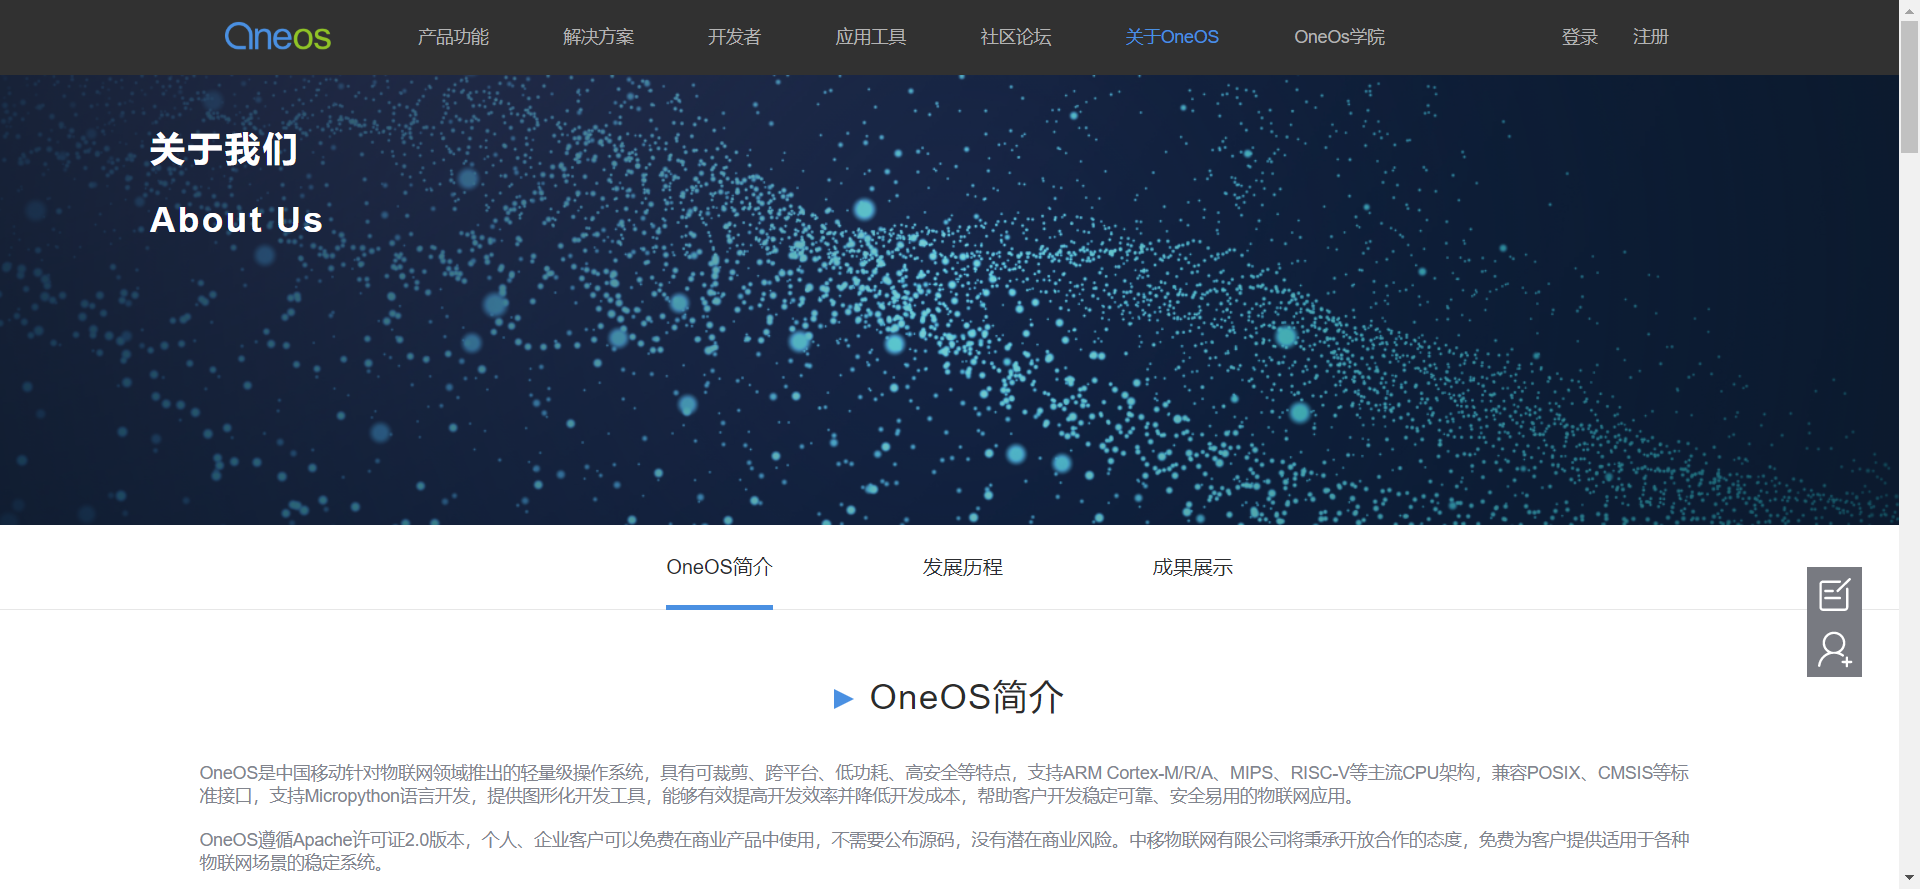 Oneos 产品功能 解决方案 开发者 应用工具 社区论坛 关于OneOS OneOs学院 登录 注册
关于我们
About Us
OneOS简介 发展历程 成果展示
OneOS简介
OneOS是中国移动针对物联网领域推出的轻量级操作系统，具有可裁剪、跨平台、低功耗、高安全等特点，支持ARM Cortex-M/R/A、MIPS、RISC-V等主流CPU架构，兼容POSIX、CMSIS等标
准接口，支持Micropython语言开发，提供图形化开发工具，能够有效提高开发效率并降低开发成本，帮助客户开发稳定可靠、安全易用的物联网应用。
OneOS遵循Apache许可证2.0版本，个人、企业客户可以免费在商业产品中使用，不需要公布源码，没有潜在商业风险。中移物联网有限公司将秉承开放合作的态度，免费为客户提供适用于各种
物联网场景的稳定系统。